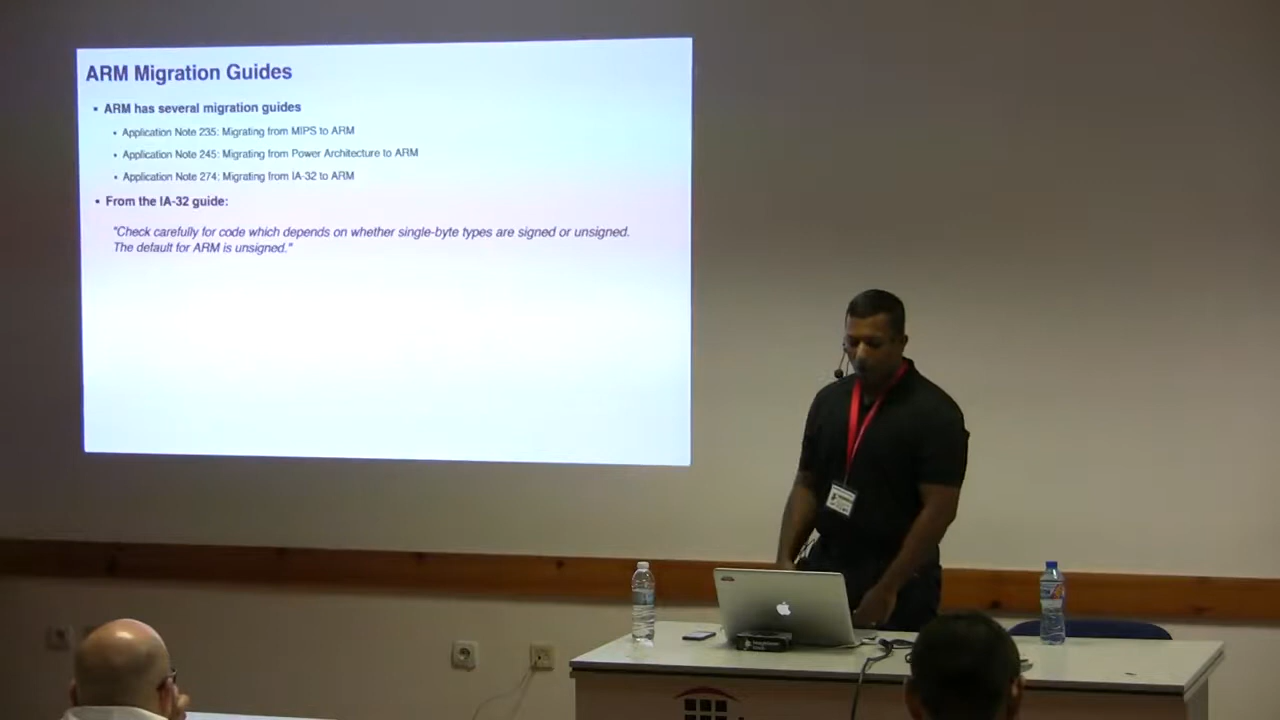 ARM Migration Guides
▪ ARM has several migration guides
• Application Note 235: Migrating from MIPS to ARM
• Application Note 245: Migrating from Power Architecture to ARM
• Application Note 274: Migrating from IA-32 to ARM
▪ From the IA-32 guide:
"Check carefully for code which depends on whether single-byte types are signed or unsigned.
The default for ARM is unsigned."